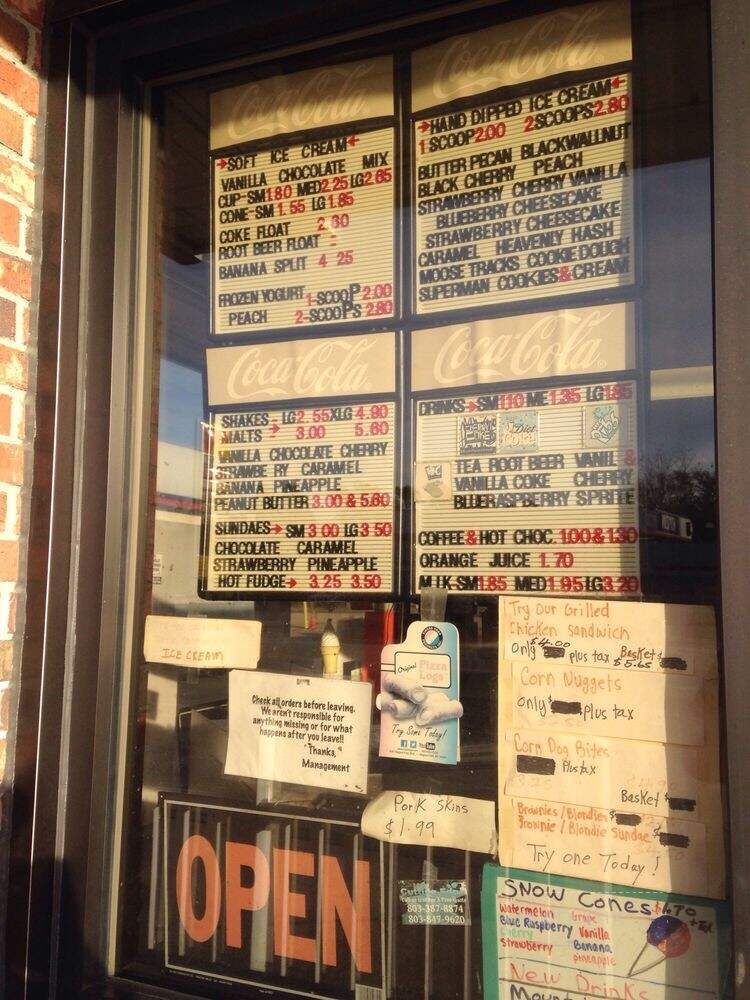 Coca-Cola
→SOFT ICE CREAM←
VANILLA CHOCOLATE MIX
CUP-SM 1.80 MED 2.25 LG 2.65
CONE-SM 1.55 LG 1.85
COKE FLOAT 2.80
ROOT BEER FLOAT
BANANA SPLIT 4 25
FROZEN YOGURT 1-SCOOP 2.00
PEACH 2-SCOOPS 2.80
Coca-Cola
→HAND DIPPED ICE CREAM←
1 SCOOP 2.00 2 SCOOPS 2.80
BUTTER PECAN BLACKWALLNUT
BLACK CHERRY PEACH
STRAWBERRY CHERRY VANILLA
BLUEBERRY CHEESECAKE
STRAWBERRY CHEESECAKE
CARAMEL HEAVENLY HASH
MOOSE TRACKS COOKIE DOUGH
SUPERMAN COOKIES & CREAM
Coca-Cola
SHAKES→ LG 2 55 XLG 4.90
MALTS → 3.00 5.60
VANILLA CHOCOLATE CHERRY
STRAWBE RY CARAMEL
BANANA PINEAPPLE
PEANUT BUTTER 3.00 & 5.60
SUNDAES→ SM 3 00 LG 3 50
CHOCOLATE CARAMEL
STRAWBERRY PINEAPPLE
HOT FUDGE→ 3.25 3.50
Coca-Cola
DRINKS→ SM 1.10 ME 1.35 LG 1.85
Diet
Coke
TEA ROOT BEER VANILL &
VANILLA COKE CHERRY
BLUERASPBERRY SPRITE
COFFEE & HOT CHOC. 1.00 & 1.30
ORANGE JUICE 1.70
M I K SM 1.85 MED 1 95 LG 3.20
ICE CREAM
Check all orders before leaving.
We aren't responsible for
anything missing or for what
happens after you leave!!
Thanks,
Management
Original Pizza
Logs
Try Some Today!
Try Our Grilled
Chicken Sandwich
Only $4.00 plus tax Basket $5.65
Corn Nuggets
Only plus tax
Corn Dog Bites
Plus tax
Basket
Brownies/Blondies
Brownie/Blondie Sundae
Try one Today!
Pork Skins
$1.99
OPEN
Cutting Edge
803-387-8874
803-847-9620
Snow Cones
Watermelon Grape
Blue Raspberry Vanilla
Cherry Banana
Strawberry pineapple
New Drinks